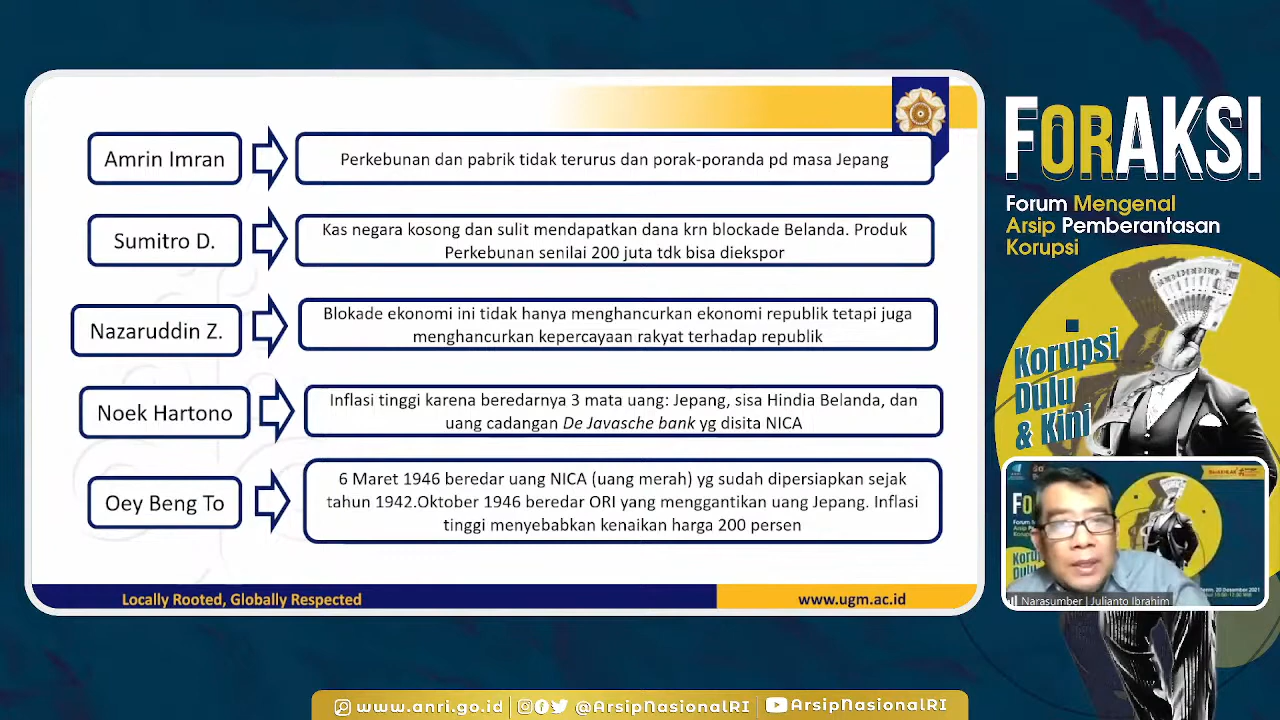 Amrin Imran
Perkebunan dan pabrik tidak terurus dan porak-poranda pd masa Jepang
Sumitro D.
Kas negara kosong dan sulit mendapatkan dana krn blockade Belanda. Produk
Perkebunan senilai 200 juta tdk bisa diekspor
Nazaruddin Z.
Blokade ekonomi ini tidak hanya menghancurkan ekonomi republik tetapi juga
menghancurkan kepercayaan rakyat terhadap republik
Noek Hartono
Inflasi tinggi karena beredarnya 3 mata uang: Jepang, sisa Hindia Belanda, dan
uang cadangan De Javasche bank yg disita NICA
Oey Beng To
6 Maret 1946 beredar uang NICA (uang merah) yg sudah dipersiapkan sejak
tahun 1942.Oktober 1946 beredar ORI yang menggantikan uang Jepang. Inflasi
tinggi menyebabkan kenaikan harga 200 persen
Locally Rooted, Globally Respected
www.ugm.ac.id
FORAKSI
Forum Mengenal
Arsip Pemberantasan
Korupsi
Korupsi
Dulu
& Kini
Narasumber | Julianto Ibrahim
www.anri.go.id
@ArsipNasionalRI
ArsipNasionalRI